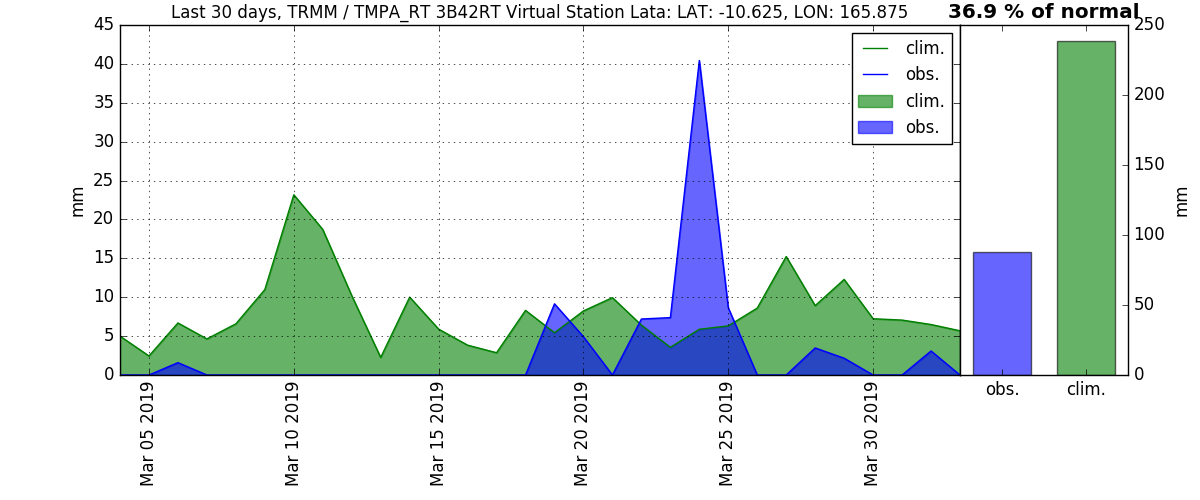 Last 30 days, TRMM / TMPA_RT 3B42RT Virtual Station Lata: LAT: -10.625, LON: 165.875
36.9 % of normal
clim.
obs.
clim.
obs.
mm
45
40
35
30
25
20
15
10
5
0
Mar 05 2019
Mar 10 2019
Mar 15 2019
Mar 20 2019
Mar 25 2019
Mar 30 2019
250
200
150
100
50
0
mm
obs.
clim.